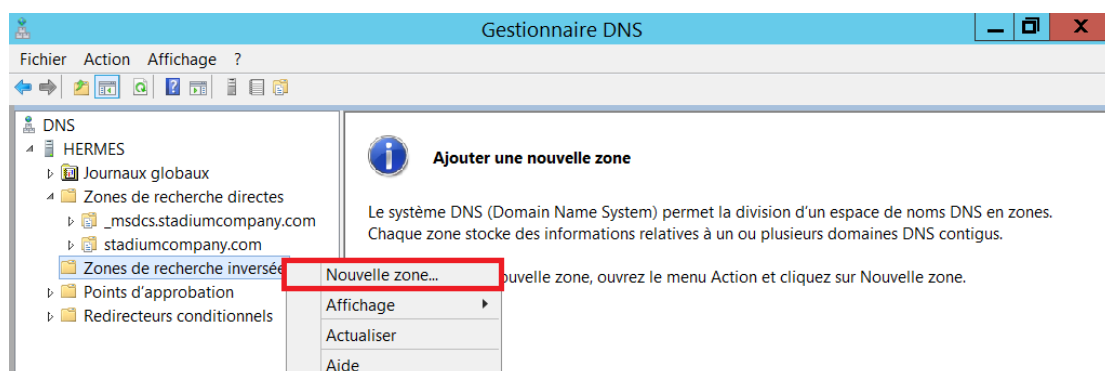 Gestionnaire DNS
Fichier Action Affichage ?
DNS
HERMES
Journaux globaux
Zones de recherche directes
_msdcs.stadiumcompany.com
stadiumcompany.com
Zones de recherche inversée
Points d'approbation
Redirecteurs conditionnels
Nouvelle zone...
Affichage
Actualiser
Aide
Ajouter une nouvelle zone
Le système DNS (Domain Name System) permet la division d'un espace de noms DNS en zones.
Chaque zone stocke des informations relatives à un ou plusieurs domaines DNS contigus.
ouvelle zone, ouvrez le menu Action et cliquez sur Nouvelle zone.